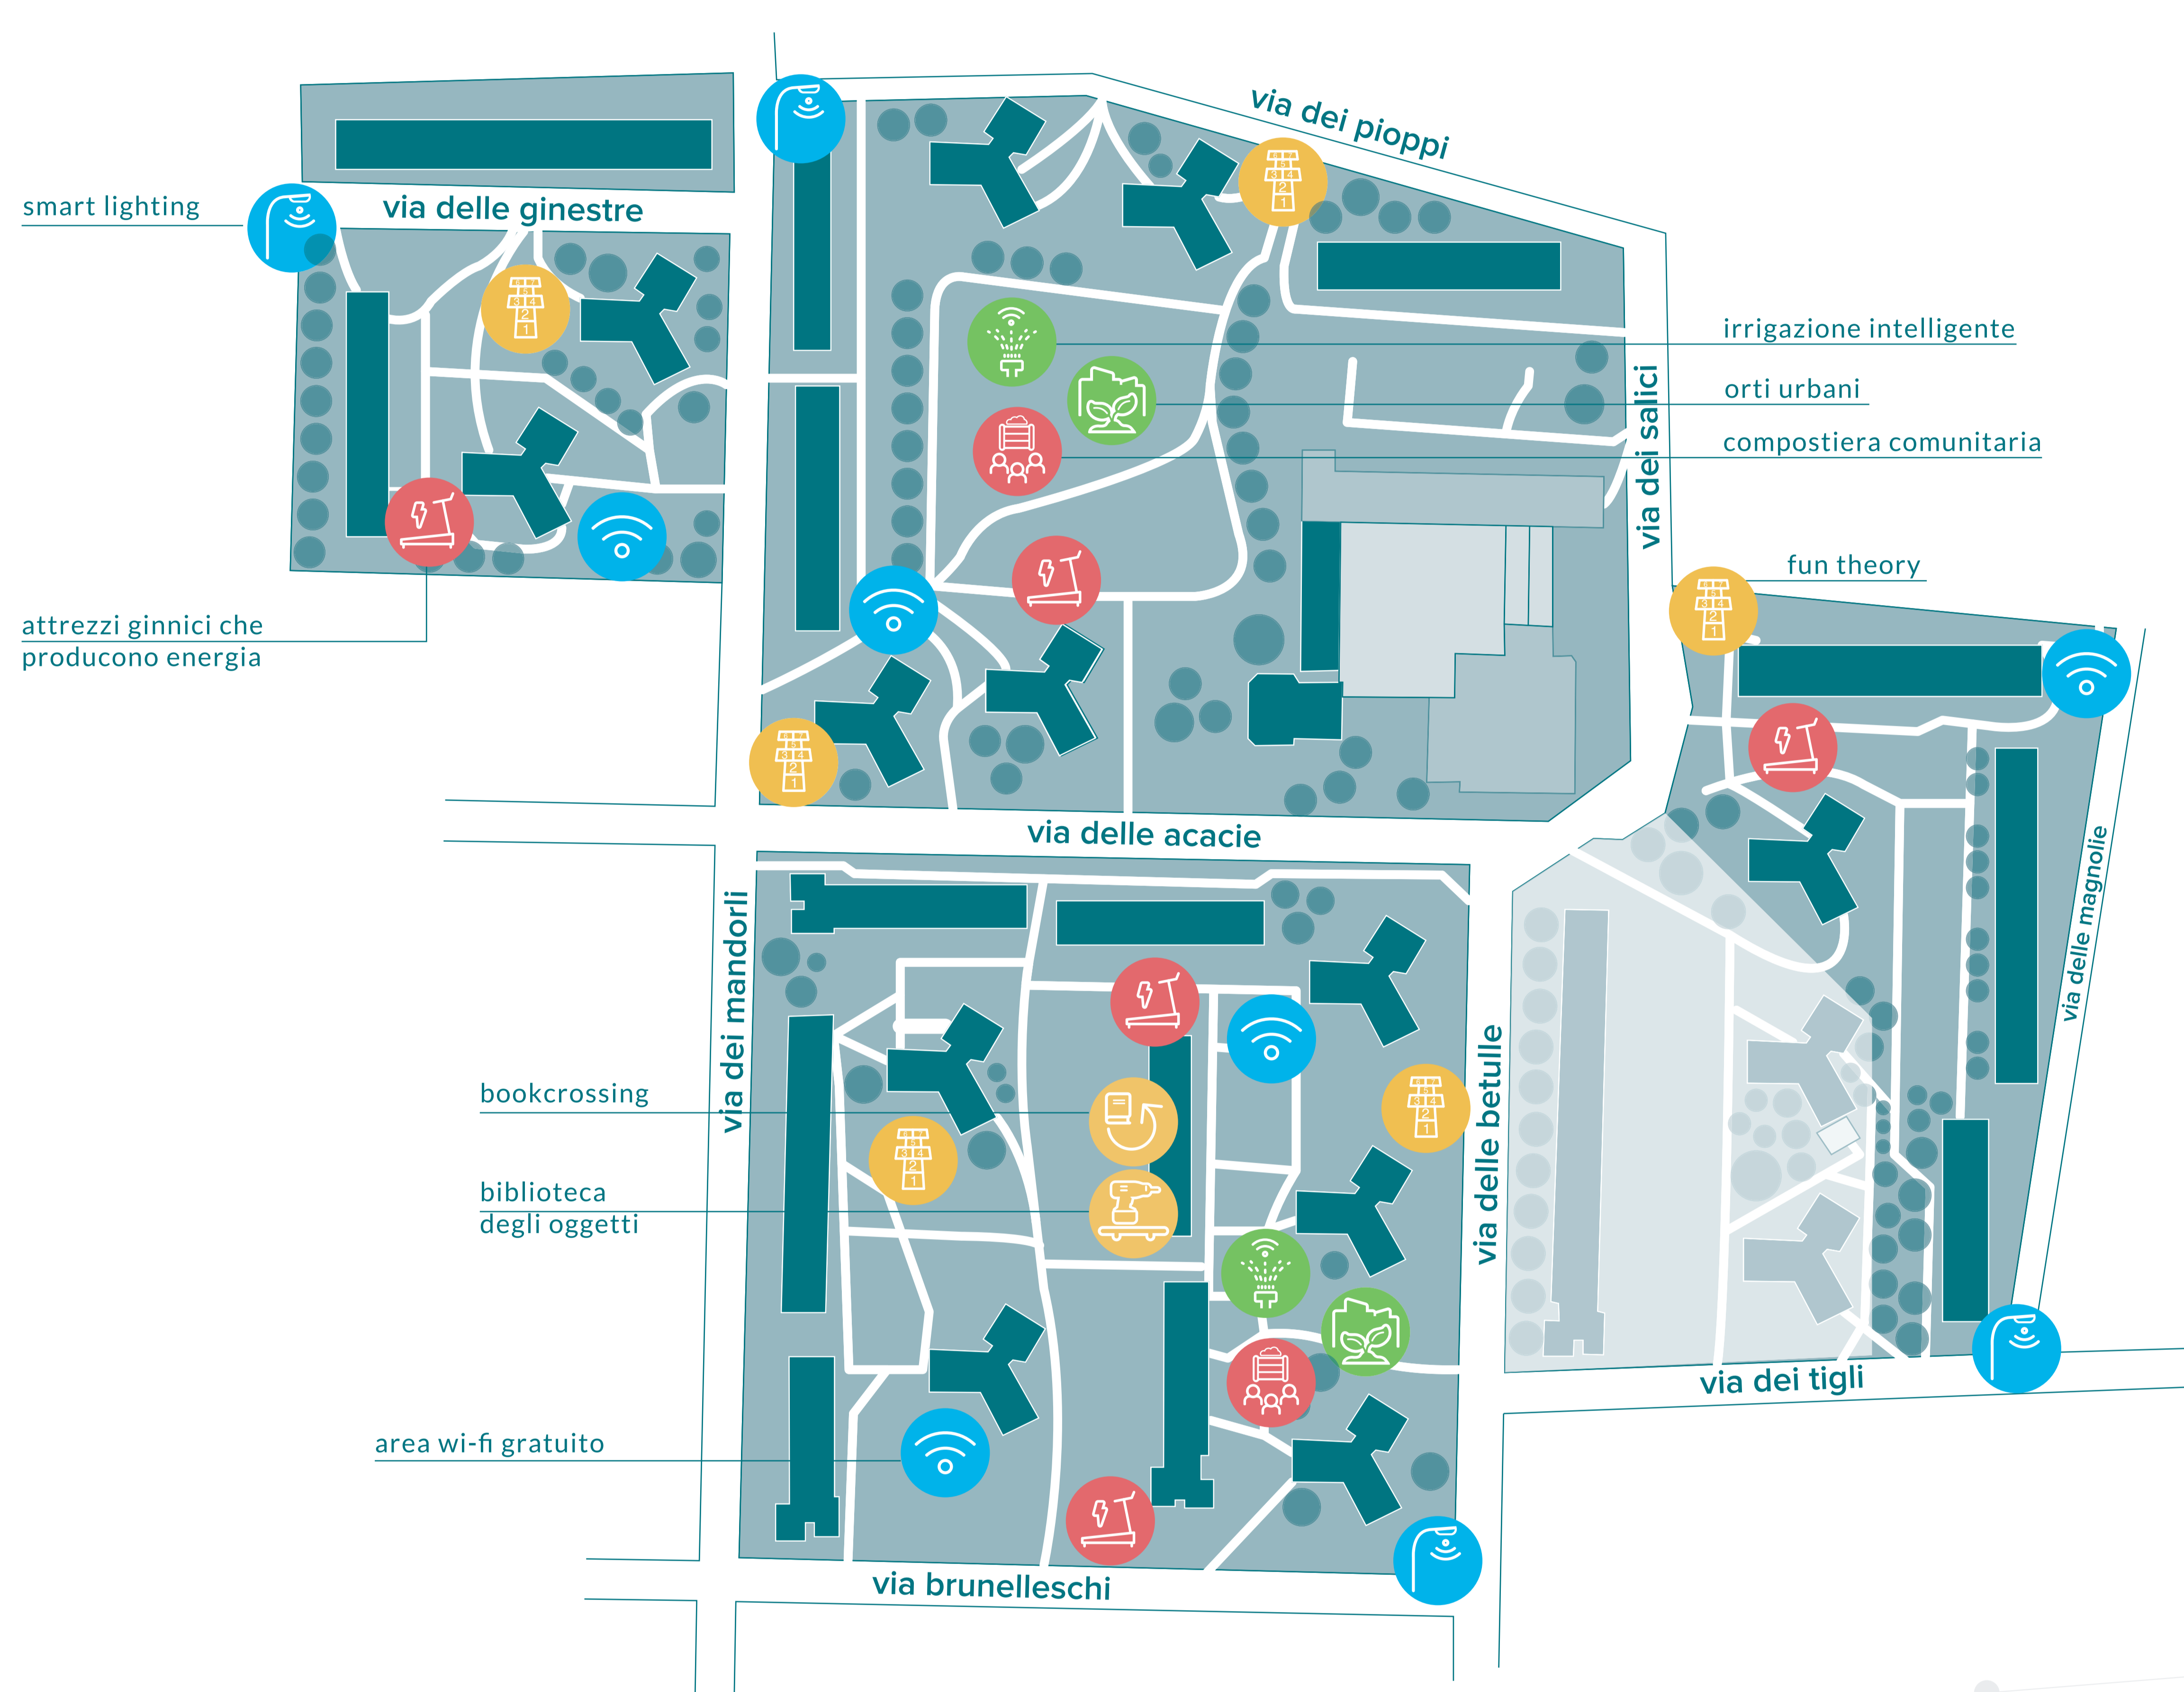 via dei pioppi
smart lighting
via delle ginestre
irrigazione intelligente
orti urbani
compostiera comunitaria
via dei salici
fun theory
attrezzi ginnici che
producono energia
via delle acacie
via delle magnolie
via dei mandorli
bookcrossing
via delle betulle
biblioteca
degli oggetti
via dei tigli
area wi-fi gratuito
via brunelleschi